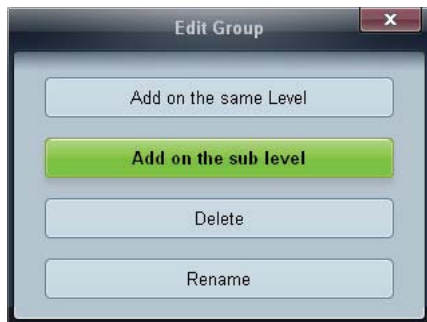 Edit Group
Add on the same Level
Add on the sub level
Delete
Rename